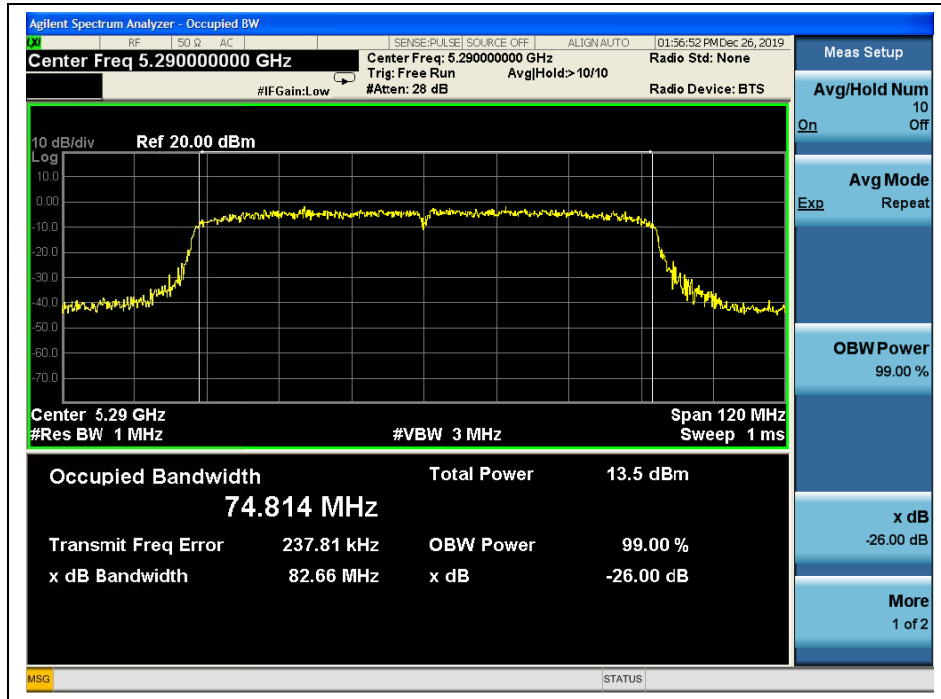 Agilent Spectrum Analyzer - Occupied BW
LXI RF 50 Ω AC SENSE:PULSE SOURCE OFF ALIGN AUTO 01:56:52 PM Dec 26, 2019
Center Freq 5.290000000 GHz
Center Freq: 5.290000000 GHz
Radio Std: None
Trig: Free Run Avg|Hold:> 10/10
#IFGain:Low
#Atten: 28 dB
Radio Device: BTS
10 dB/div Ref 20.00 dBm
Log
10.0
0.00
-10.0
-20.0
-30.0
-40.0
-50.0
-60.0
-70.0
Center 5.29 GHz Span 120 MHz
#Res BW 1 MHz #VBW 3 MHz Sweep 1 ms
Occupied Bandwidth Total Power 13.5 dBm
74.814 MHz
Transmit Freq Error 237.81 kHz OBW Power 99.00 %
x dB Bandwidth 82.66 MHz x dB -26.00 dB
Meas Setup
Avg/Hold Num
10
On Off
Avg Mode
Exp Repeat
OBW Power
99.00 %
x dB
-26.00 dB
More
1 of 2
MSG STATUS